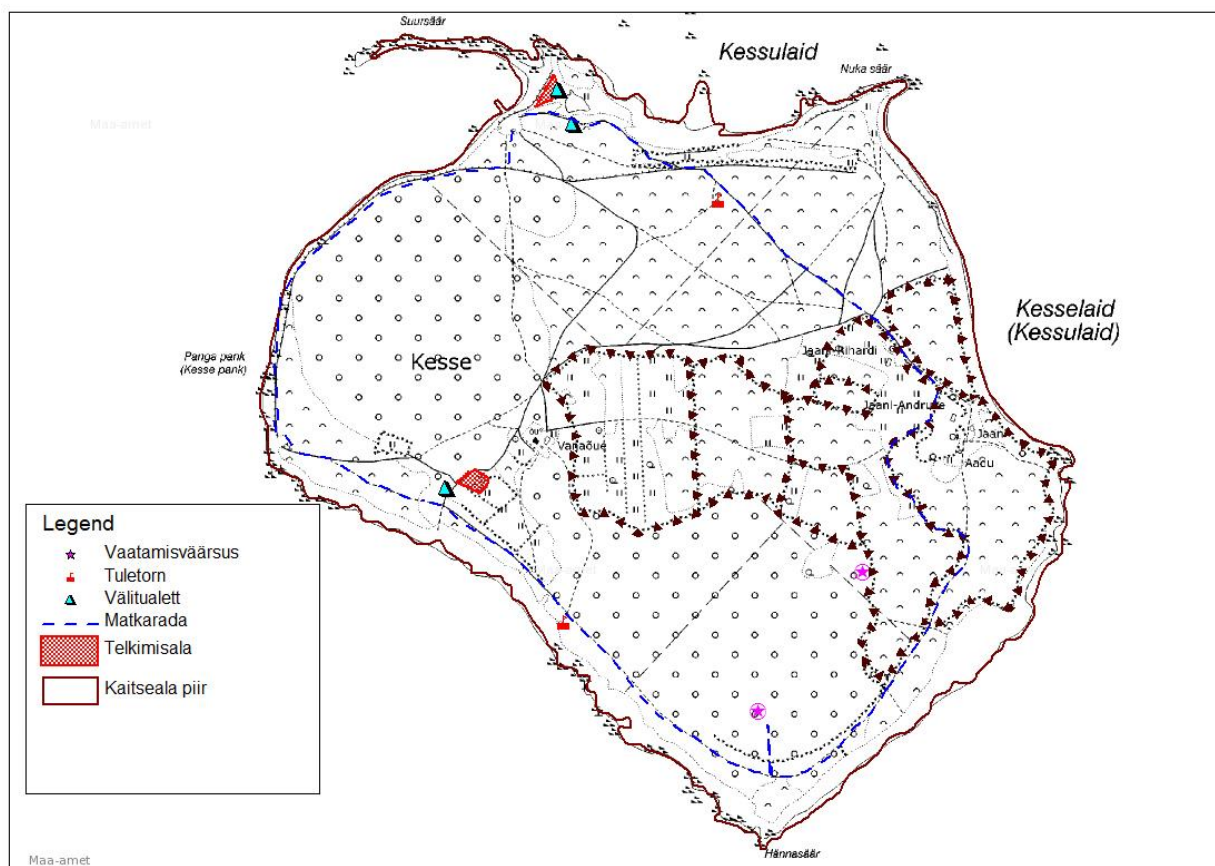 Suursäär
Kessulaid
Nuka säär
Maa-amet
Kesselaid
(Kessulaid)
Panga pank
(Kesse pank)
Kesse
Jaani-Rihardi
Jaani-Andruse
Vanaõue
Jaani
Aadu
Legend
Vaatamisväärsus
Tuletorn
Välitualett
Matkarada
Telkimisala
Kaitseala piir
Hännasäär
Maa-amet